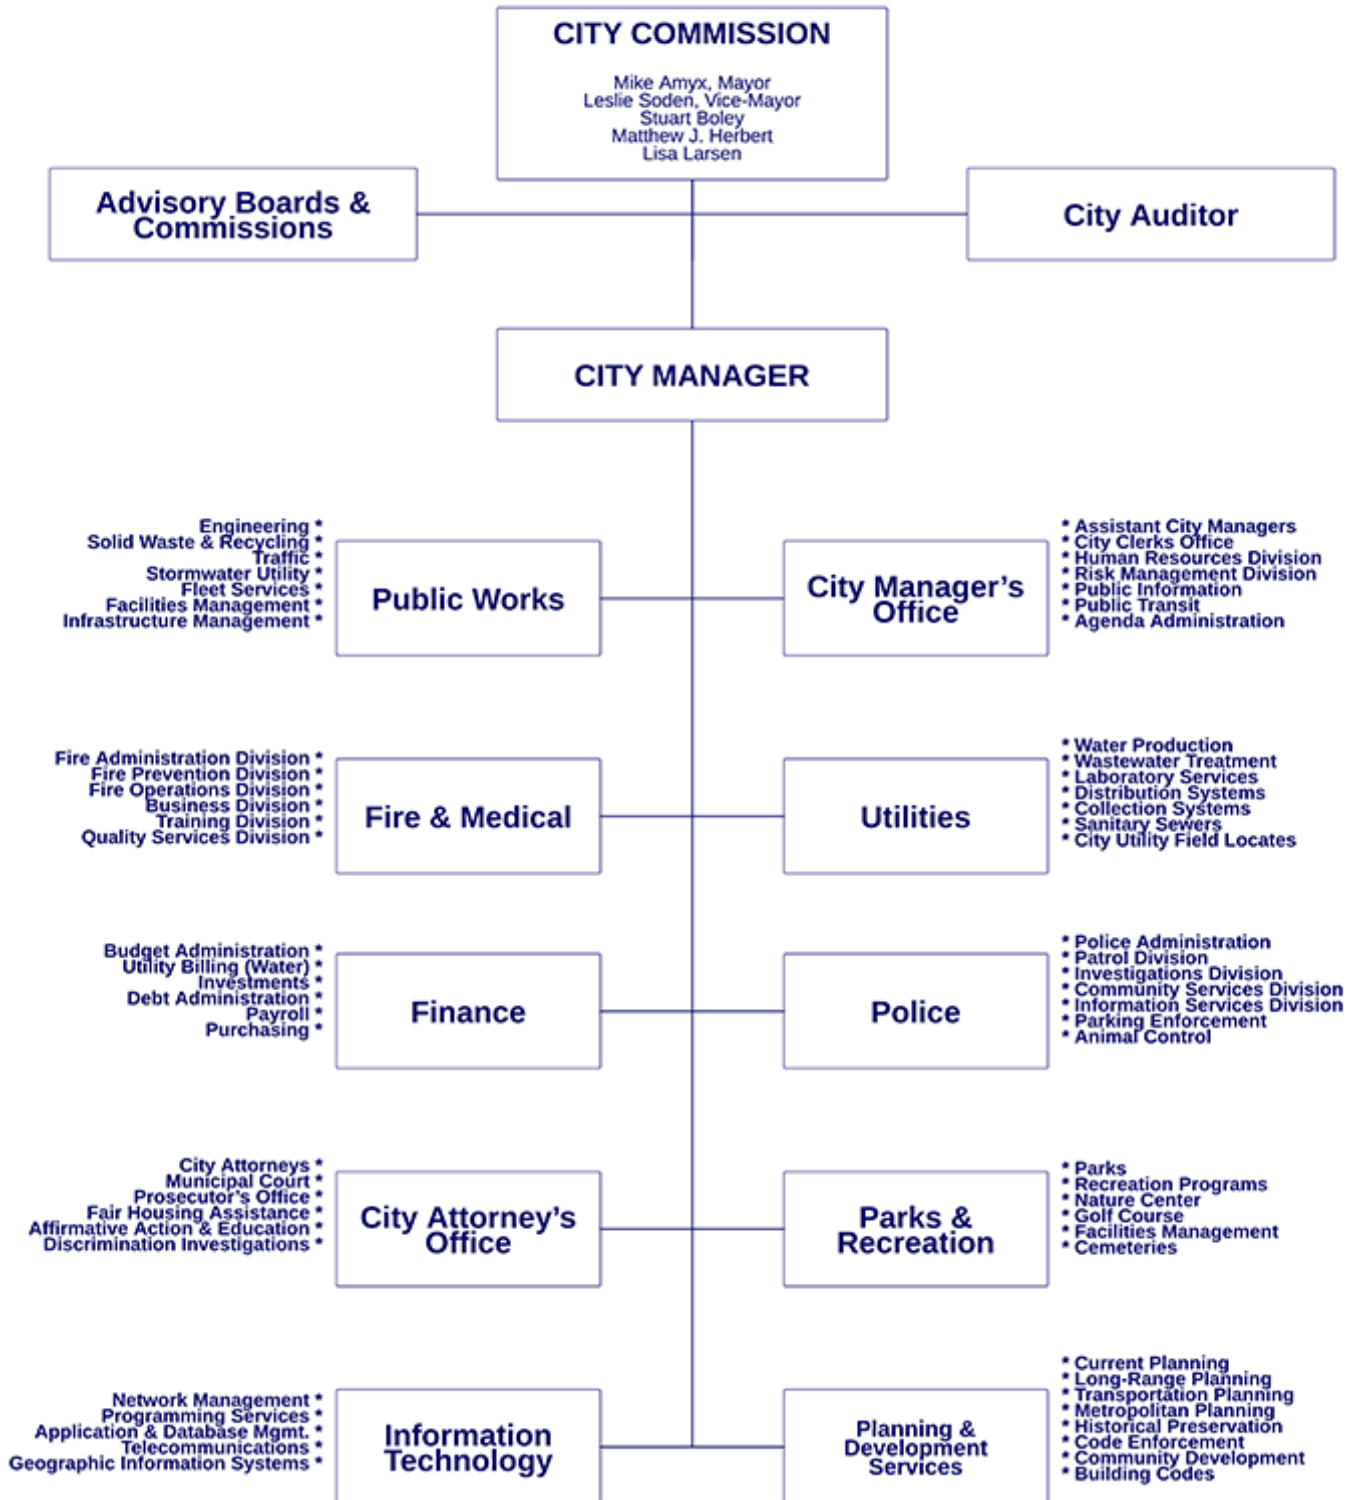 CITY COMMISSION
Mike Amyx, Mayor
Leslie Soden, Vice-Mayor
Stuart Boley
Matthew J. Herbert
Lisa Larsen
Advisory Boards &
Commissions
City Auditor
CITY MANAGER
Engineering *
Solid Waste & Recycling *
Traffic *
Stormwater Utility *
Fleet Services *
Facilities Management *
Infrastructure Management *
Public Works
City Manager’s
Office
* Assistant City Managers
* City Clerks Office
* Human Resources Division
* Risk Management Division
* Public Information
* Public Transit
* Agenda Administration
Fire Administration Division *
Fire Prevention Division *
Fire Operations Division *
Business Division *
Training Division *
Quality Services Division *
Fire & Medical
Utilities
* Water Production
* Wastewater Treatment
* Laboratory Services
* Distribution Systems
* Collection Systems
* Sanitary Sewers
* City Utility Field Locates
Budget Administration *
Utility Billing (Water) *
Investments *
Debt Administration *
Payroll *
Purchasing *
Finance
Police
* Police Administration
* Patrol Division
* Investigations Division
* Community Services Division
* Information Services Division
* Parking Enforcement
* Animal Control
City Attorneys *
Municipal Court *
Prosecutor’s Office *
Fair Housing Assistance *
Affirmative Action & Education *
Discrimination Investigations *
City Attorney’s
Office
Parks &
Recreation
* Parks
* Recreation Programs
* Nature Center
* Golf Course
* Facilities Management
* Cemeteries
Network Management *
Programming Services *
Application & Database Mgmt. *
Telecommunications *
Geographic Information Systems *
Information
Technology
Planning &
Development
Services
* Current Planning
* Long-Range Planning
* Transportation Planning
* Metropolitan Planning
* Historical Preservation
* Code Enforcement
* Community Development
* Building Codes